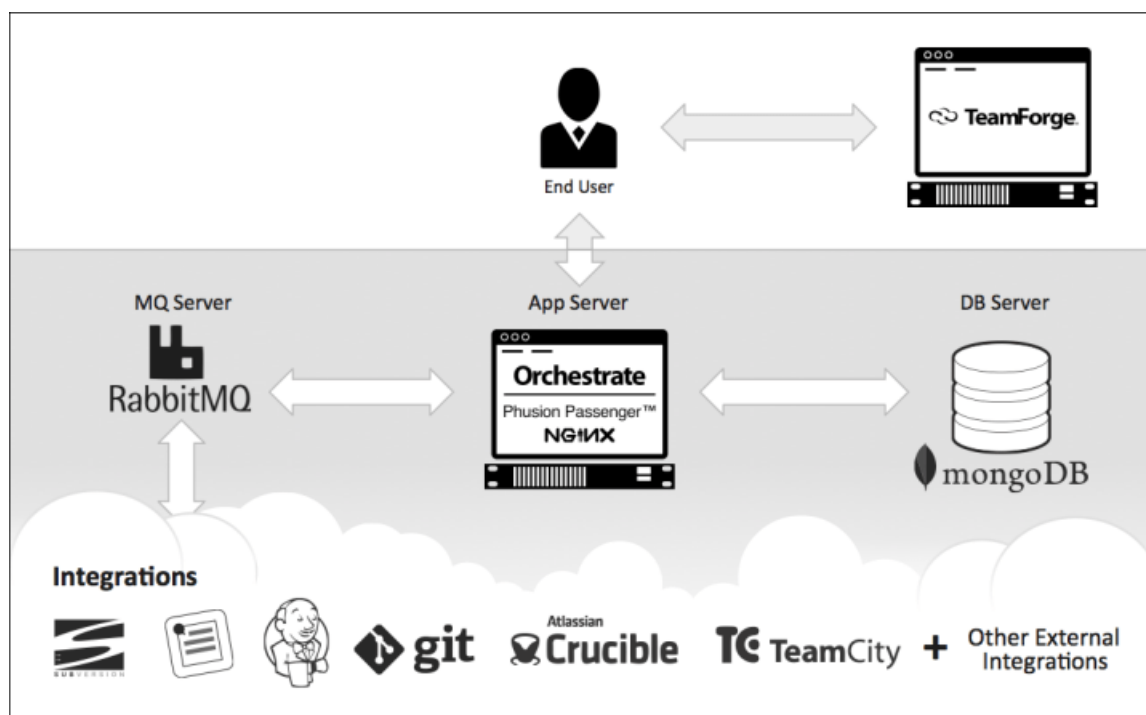 TeamForge
End User
MQ Server
App Server
DB Server
RabbitMQ
Orchestrate
Phusion Passenger™
NGINX
mongoDB
Integrations
SUBVERSION
git
Atlassian
Crucible
TC TeamCity
+
Other External
Integrations